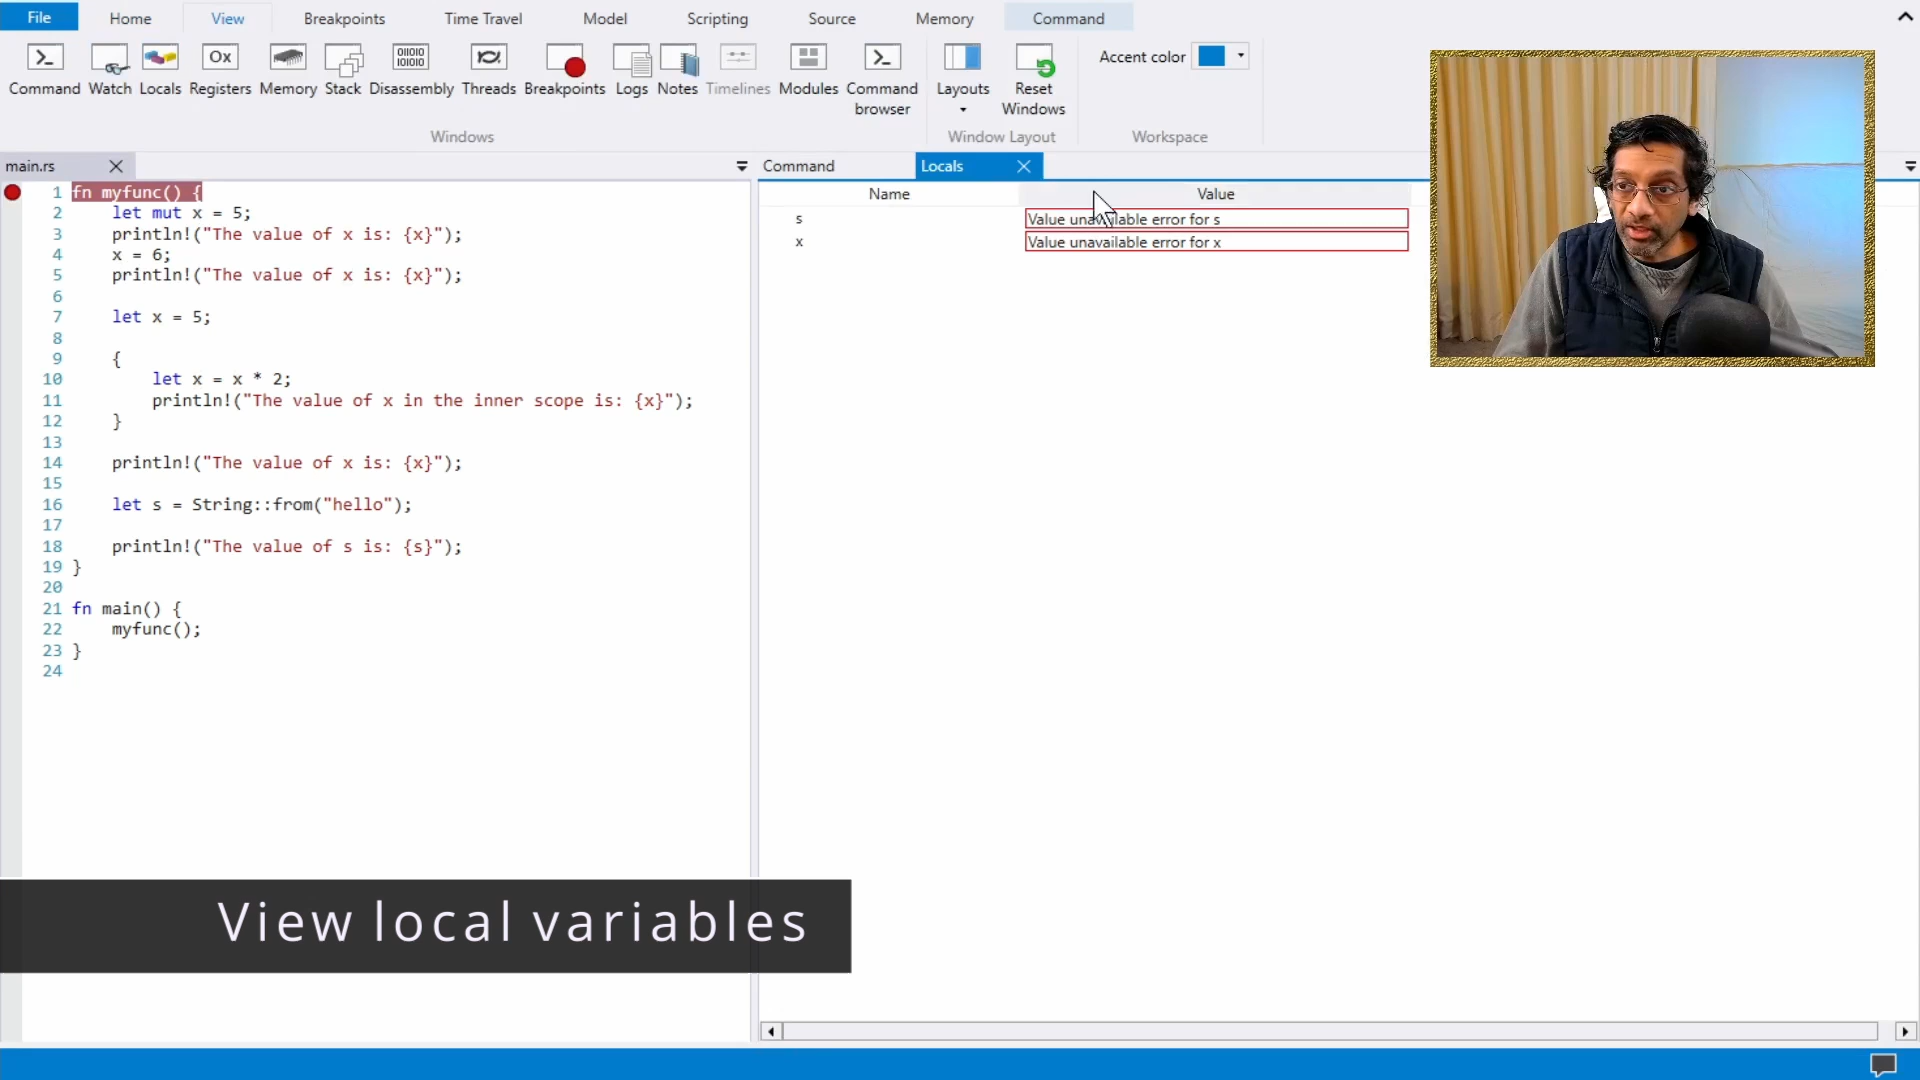 File Home View Breakpoints Time Travel Model Scripting Source Memory Command
Command Watch Locals Registers Memory Stack Disassembly Threads Breakpoints Logs Notes Timelines Modules Command browser Layouts Reset Windows Accent color
Windows Window Layout Workspace
main.rs Command Locals
Name Value
s Value unavailable error for s
x Value unavailable error for x
1 fn myfunc() {
2 let mut x = 5;
3 println!("The value of x is: {x}");
4 x = 6;
5 println!("The value of x is: {x}");
6
7 let x = 5;
8
9 {
10 let x = x * 2;
11 println!("The value of x in the inner scope is: {x}");
12 }
13
14 println!("The value of x is: {x}");
15
16 let s = String::from("hello");
17
18 println!("The value of s is: {s}");
19 }
20
21 fn main() {
22 myfunc();
23 }
24
View local variables